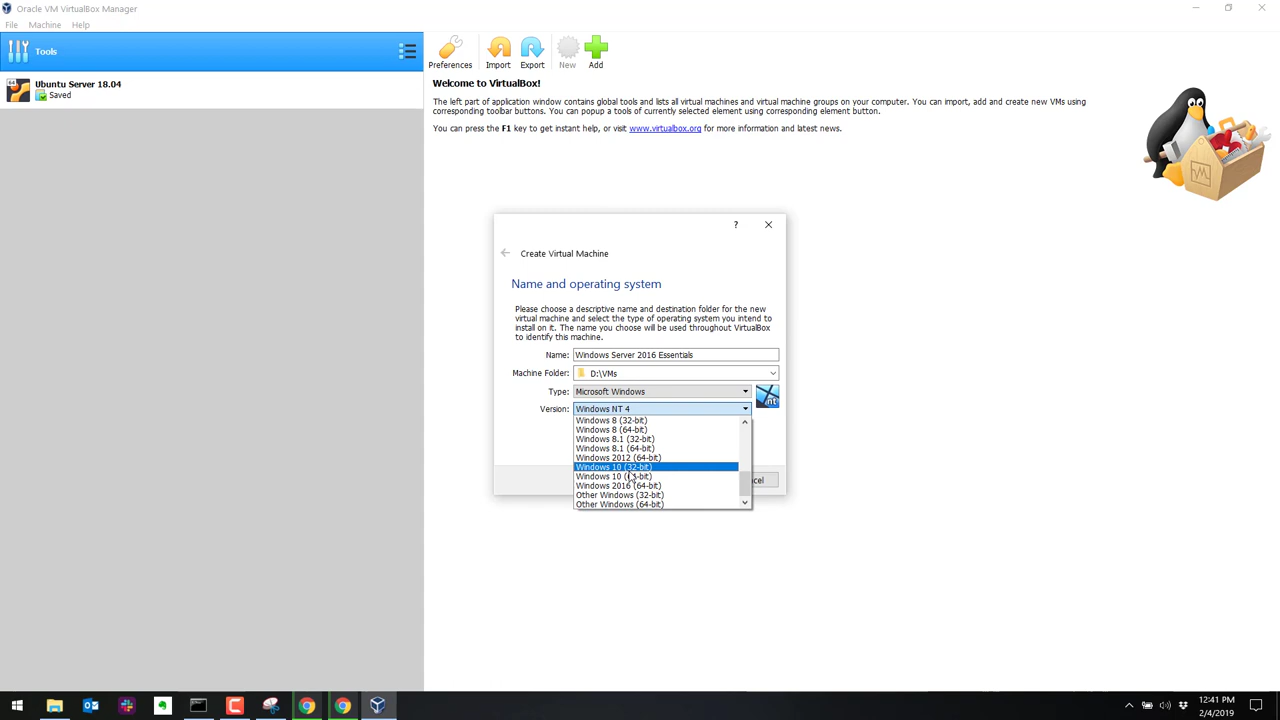 Oracle VM VirtualBox Manager
File Machine Help
Tools
Preferences Import Export New Add
64
Ubuntu Server 18.04
Saved
Welcome to VirtualBox!
The left part of application window contains global tools and lists all virtual machines and virtual machine groups on your computer. You can import, add and create new VMs using
corresponding toolbar buttons. You can popup a tools of currently selected element using corresponding element button.
You can press the F1 key to get instant help, or visit www.virtualbox.org for more information and latest news.
?
Create Virtual Machine
Name and operating system
Please choose a descriptive name and destination folder for the new
virtual machine and select the type of operating system you intend to
install on it. The name you choose will be used throughout VirtualBox
to identify this machine.
Name: Windows Server 2016 Essentials
Machine Folder: D:\VMs
Type: Microsoft Windows
nt
Version: Windows NT 4
Windows 8 (32-bit)
Windows 8 (64-bit)
Windows 8.1 (32-bit)
Windows 8.1 (64-bit)
Windows 2012 (64-bit)
Windows 10 (32-bit)
Windows 10 (64-bit)
Windows 2016 (64-bit)
Other Windows (32-bit)
Other Windows (64-bit)
cel
12:41 PM
2/4/2019